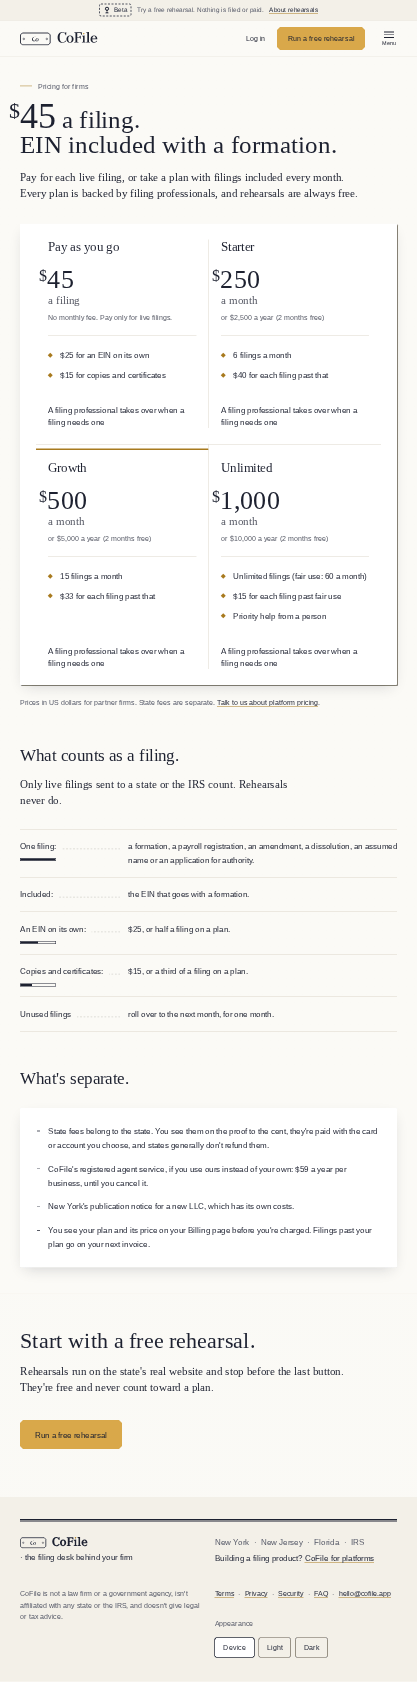 Beta Try a free rehearsal. Nothing is filed or paid. About rehearsals
Co CoFile
Log in
Run a free rehearsal
Menu
Pricing for firms
$45 a filing.
EIN included with a formation.
Pay for each live filing, or take a plan with filings included every month.
Every plan is backed by filing professionals, and rehearsals are always free.
Pay as you go
$45
a filing
No monthly fee. Pay only for live filings.
$25 for an EIN on its own
$15 for copies and certificates
A filing professional takes over when a
filing needs one
Starter
$250
a month
or $2,500 a year (2 months free)
6 filings a month
$40 for each filing past that
A filing professional takes over when a
filing needs one
Growth
$500
a month
or $5,000 a year (2 months free)
15 filings a month
$33 for each filing past that
A filing professional takes over when a
filing needs one
Unlimited
$1,000
a month
or $10,000 a year (2 months free)
Unlimited filings (fair use: 60 a month)
$15 for each filing past fair use
Priority help from a person
A filing professional takes over when a
filing needs one
Prices in US dollars for partner firms. State fees are separate. Talk to us about platform pricing.
What counts as a filing.
Only live filings sent to a state or the IRS count. Rehearsals
never do.
One filing: a formation, a payroll registration, an amendment, a dissolution, an assumed
name or an application for authority.
Included: the EIN that goes with a formation.
An EIN on its own: $25, or half a filing on a plan.
Copies and certificates: $15, or a third of a filing on a plan.
Unused filings roll over to the next month, for one month.
What's separate.
- State fees belong to the state. You see them on the proof to the cent, they're paid with the card
or account you choose, and states generally don't refund them.
- CoFile's registered agent service, if you use ours instead of your own: $59 a year per
business, until you cancel it.
- New York's publication notice for a new LLC, which has its own costs.
- You see your plan and its price on your Billing page before you're charged. Filings past your
plan go on your next invoice.
Start with a free rehearsal.
Rehearsals run on the state's real website and stop before the last button.
They're free and never count toward a plan.
Run a free rehearsal
Co CoFile
· the filing desk behind your firm
New York · New Jersey · Florida · IRS
Building a filing product? CoFile for platforms
CoFile is not a law firm or a government agency, isn't
affiliated with any state or the IRS, and doesn't give legal
or tax advice.
Terms · Privacy · Security · FAQ · hello@cofile.app
Appearance
Device Light Dark